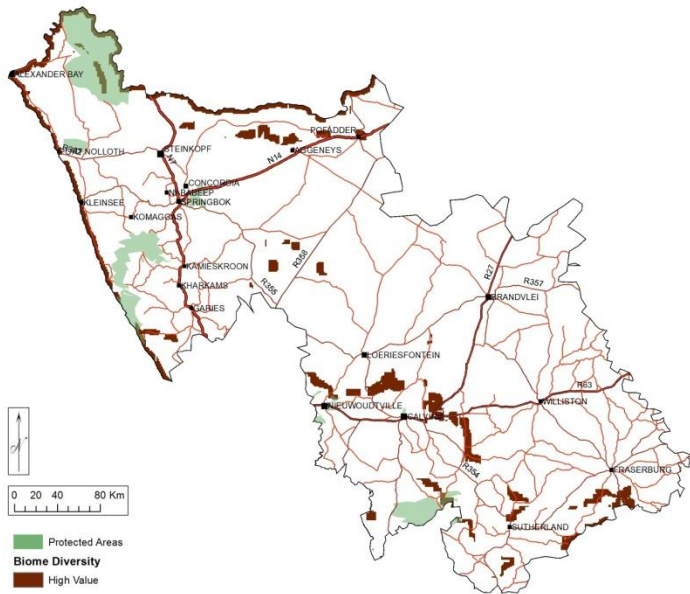 ALEXANDER BAY
POFADDER
R382
NOLLOTH
STEINKOPF
N7
AGGENEYS
N14
CONCORDIA
NABABEEP
SPRINGBOK
KLEINSEE
KOMAGGAS
R358
KAMIESKROON
R355
KHARKAMS
GARIES
R27
R357
BRANDVLEI
LOERIESFONTEIN
R63
NIEUWOUDTVILLE
WILLISTON
R354
FRASERBURG
SUTHERLAND
N
0 20 40 80 Km
Protected Areas
Biome Diversity
High Value